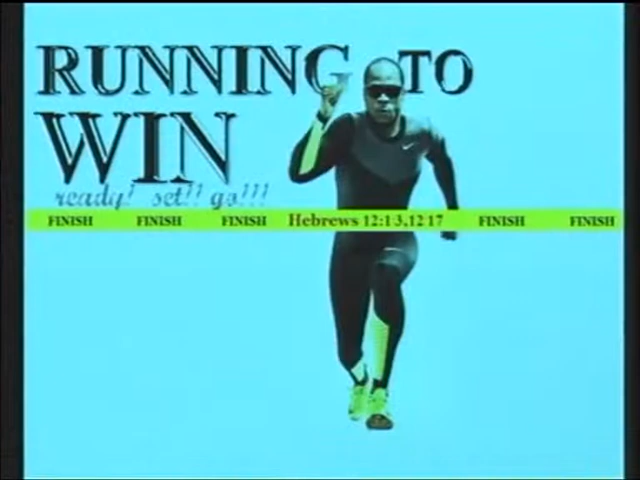 RUNNING TO
WIN
ready! set!! go!!!
FINISH FINISH FINISH Hebrews 12:1 3,12 17 FINISH FINISH